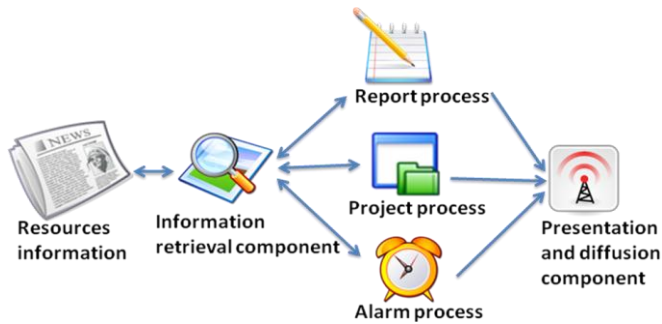 NEWS
Report process
Project process
Alarm process
Resources
information
Information
retrieval component
Presentation
and diffusion
component